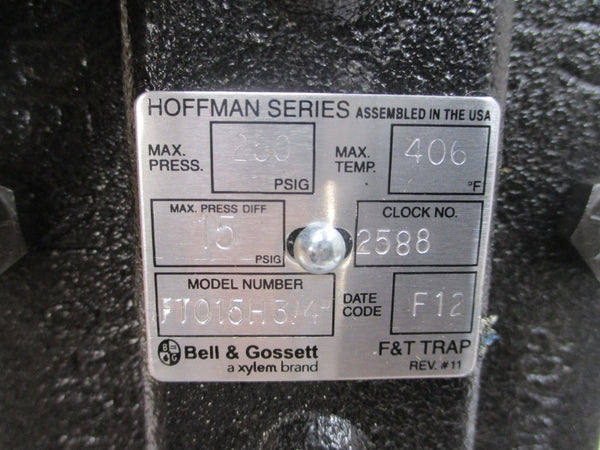 HOFFMAN SERIES ASSEMBLED IN THE USA
MAX. PRESS. 250 PSIG
MAX. TEMP. 406 °F
MAX. PRESS DIFF 15 PSIG
CLOCK NO. 2588
MODEL NUMBER FT015H 3/4"
DATE CODE F12
B&G Bell & Gossett
a xylem brand
F&T TRAP
REV. #11